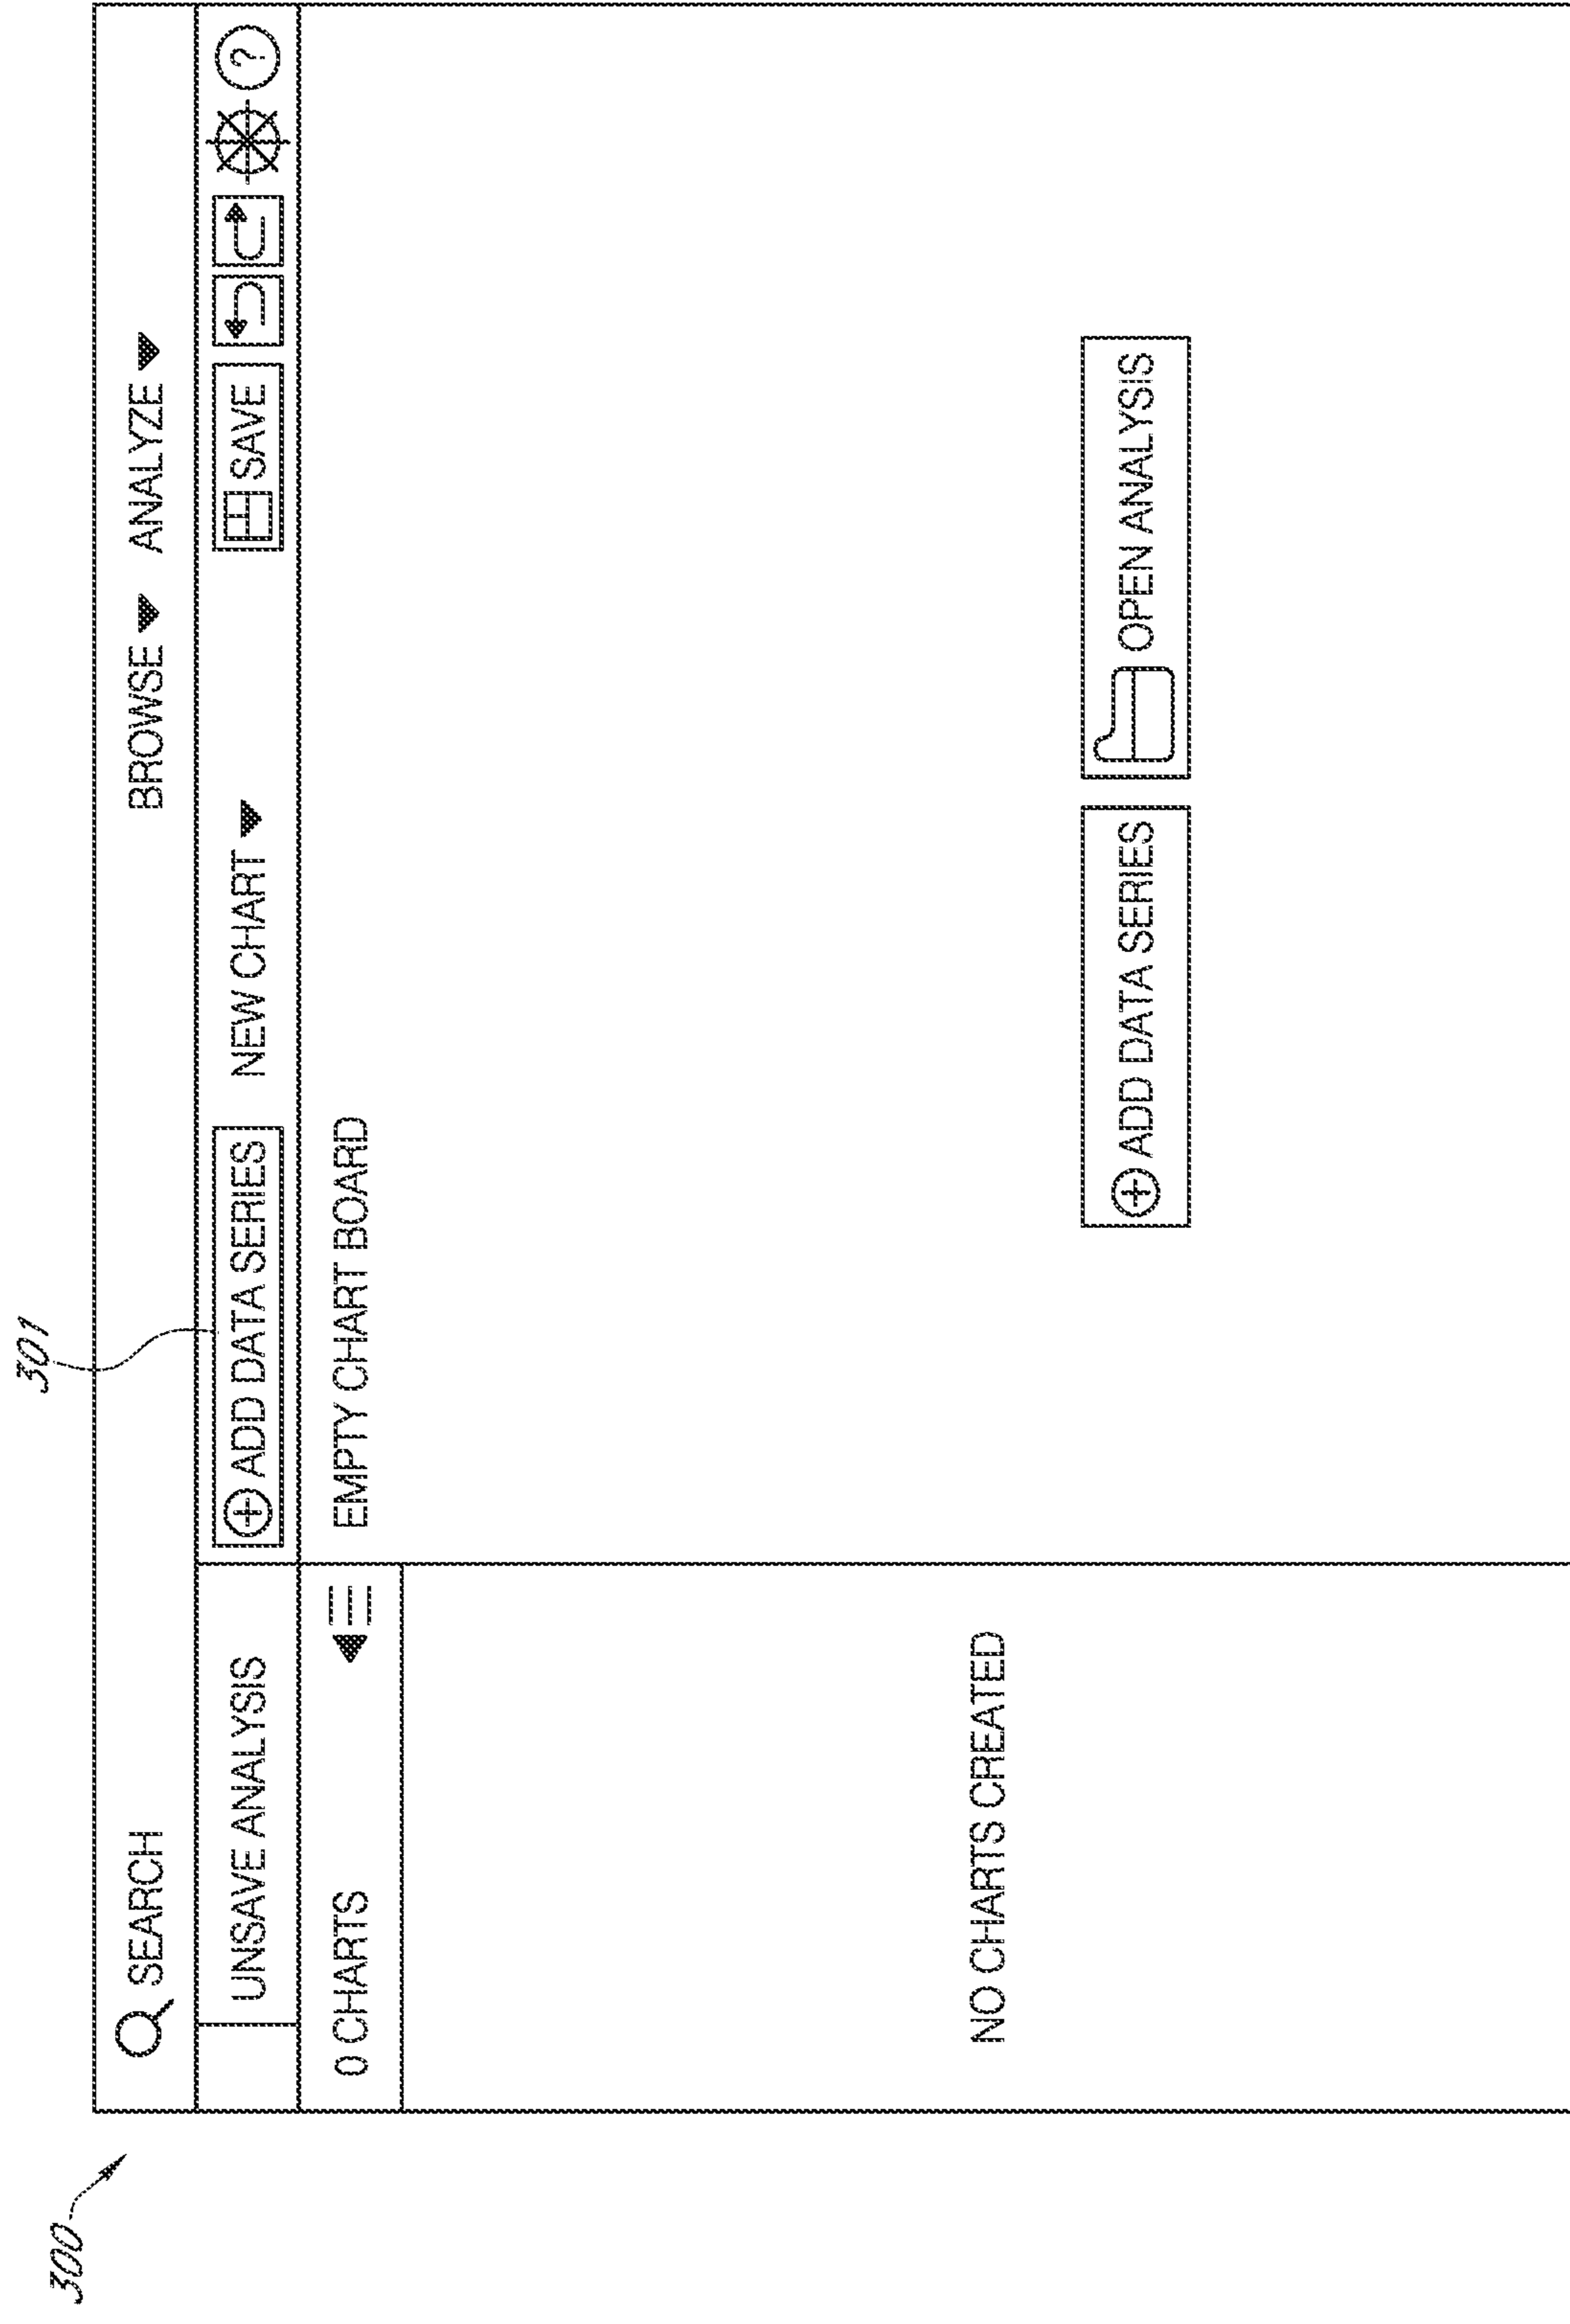 300
301
SEARCH
BROWSE ANALYZE
UNSAVE ANALYSIS
ADD DATA SERIES
NEW CHART
SAVE
?
0 CHARTS
EMPTY CHART BOARD
NO CHARTS CREATED
ADD DATA SERIES
OPEN ANALYSIS